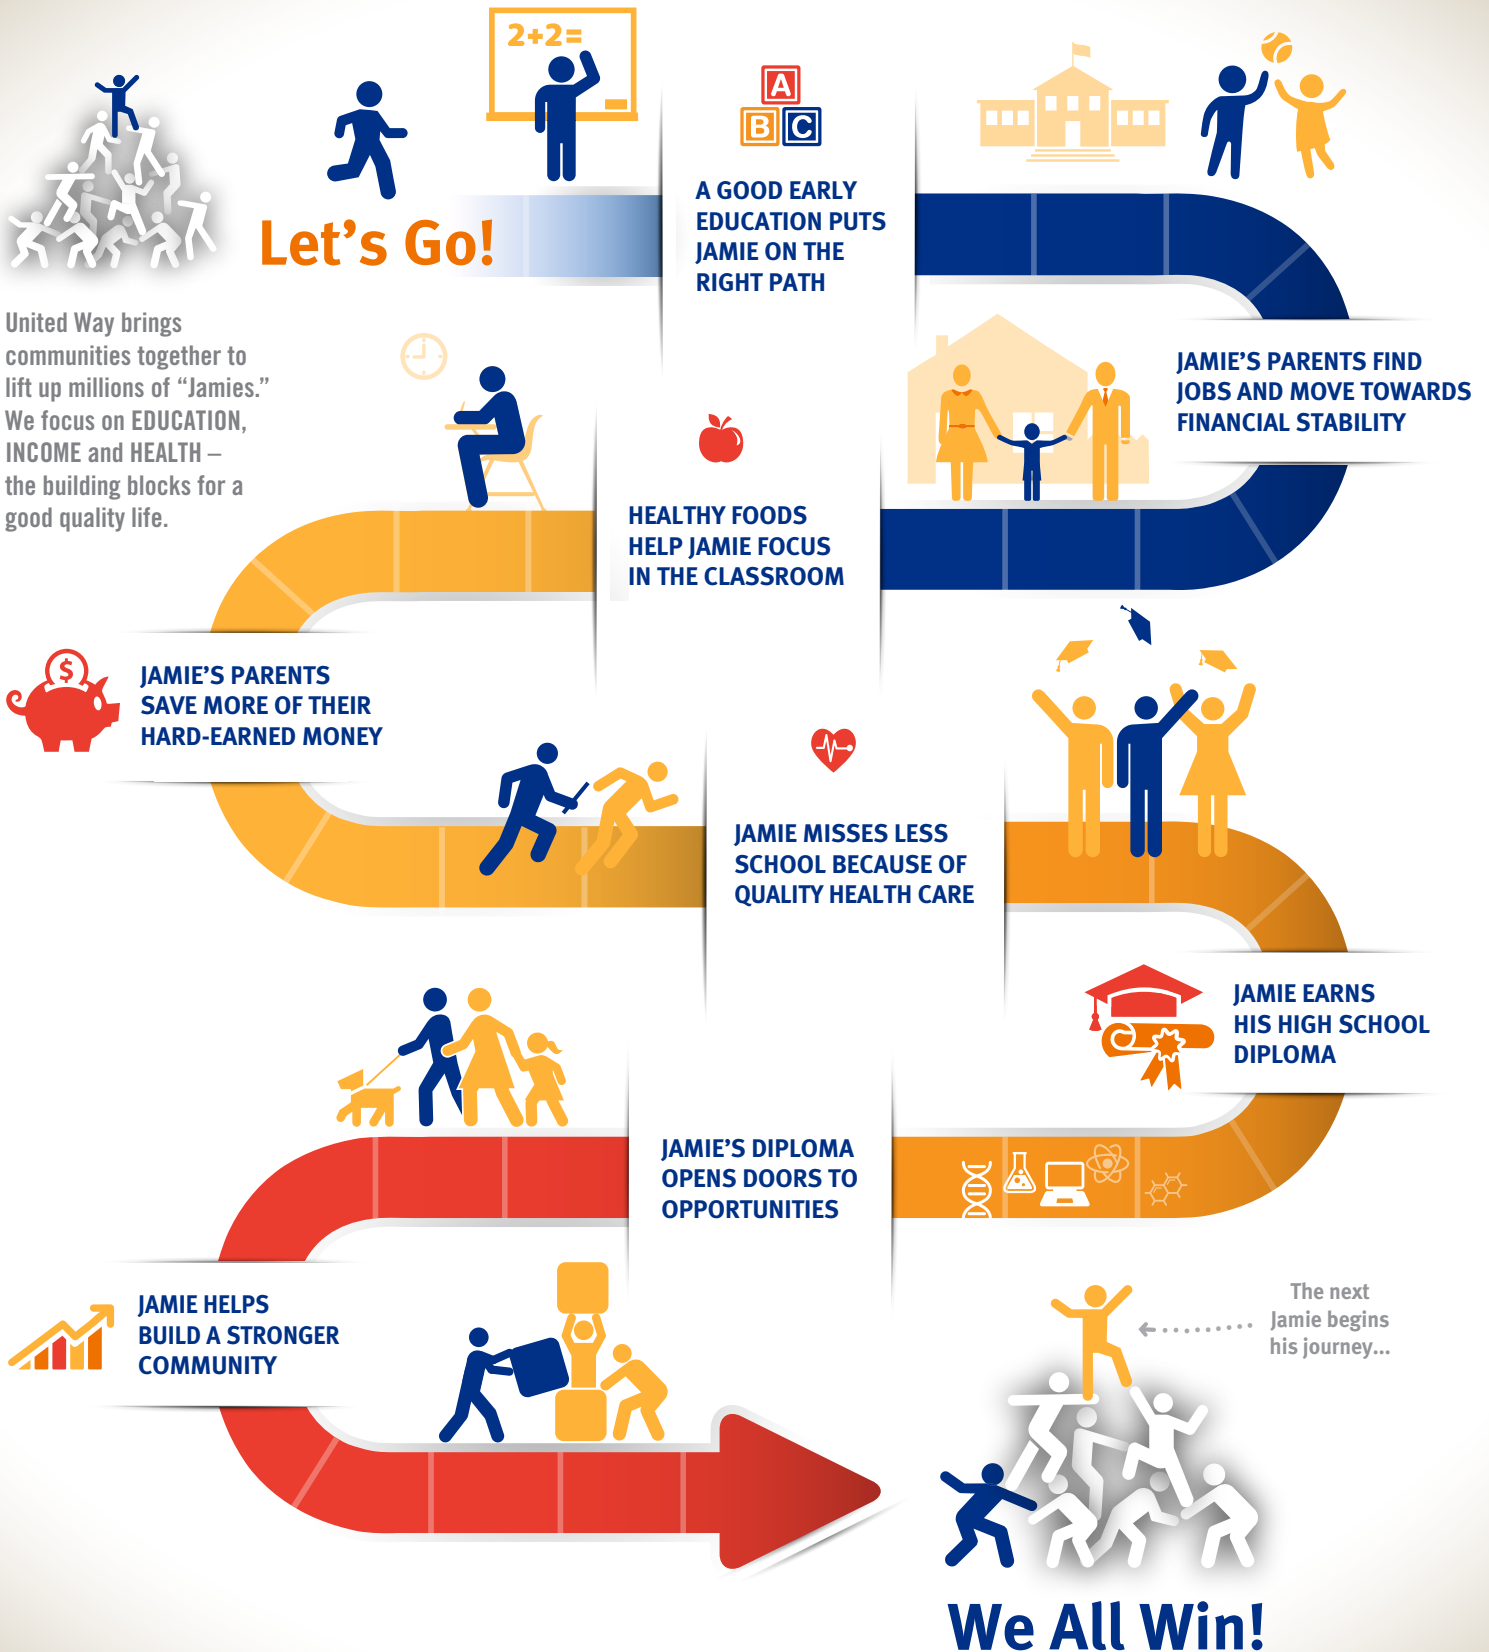 2+2=
A
B C
Let's Go!
A GOOD EARLY
EDUCATION PUTS
JAMIE ON THE
RIGHT PATH
United Way brings
communities together to
lift up millions of “Jamies.”
We focus on EDUCATION,
INCOME and HEALTH –
the building blocks for a
good quality life.
JAMIE’S PARENTS FIND
JOBS AND MOVE TOWARDS
FINANCIAL STABILITY
HEALTHY FOODS
HELP JAMIE FOCUS
IN THE CLASSROOM
$
JAMIE’S PARENTS
SAVE MORE OF THEIR
HARD-EARNED MONEY
JAMIE MISSES LESS
SCHOOL BECAUSE OF
QUALITY HEALTH CARE
JAMIE EARNS
HIS HIGH SCHOOL
DIPLOMA
JAMIE’S DIPLOMA
OPENS DOORS TO
OPPORTUNITIES
JAMIE HELPS
BUILD A STRONGER
COMMUNITY
The next
Jamie begins
his journey...
We All Win!